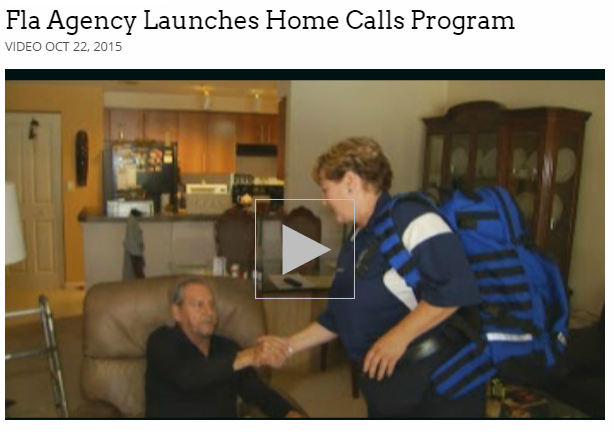 Fla Agency Launches Home Calls Program
VIDEO OCT 22, 2015